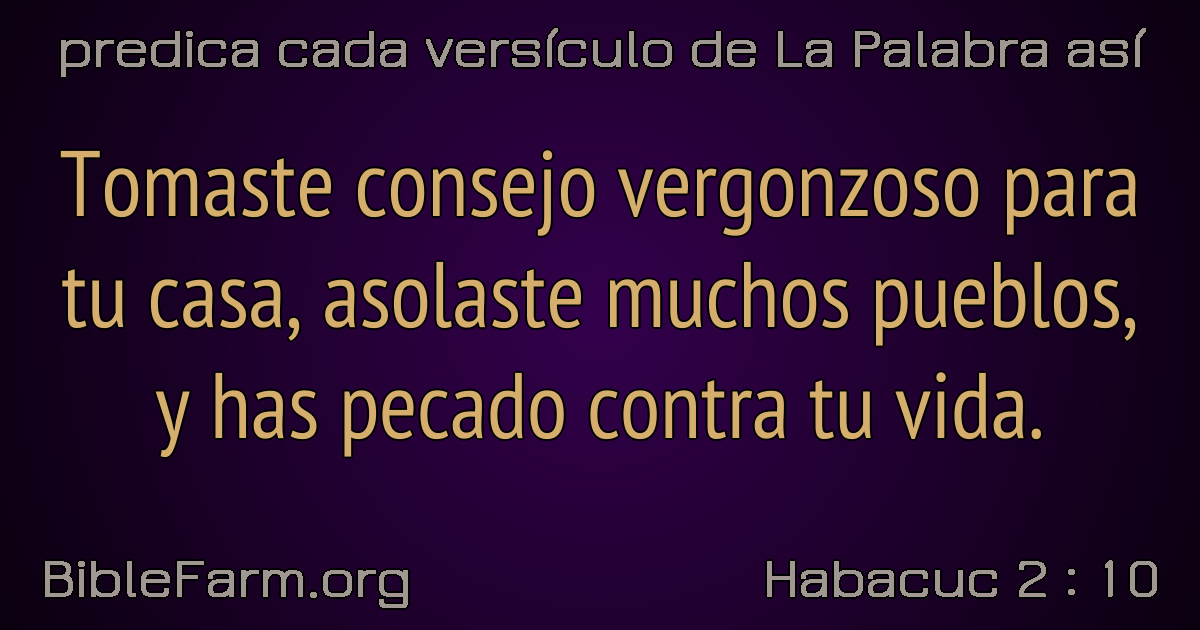 predica cada versículo de La Palabra así
Tomaste consejo vergonzoso para
tu casa, asolaste muchos pueblos,
y has pecado contra tu vida.
BibleFarm.org
Habacuc 2 : 10